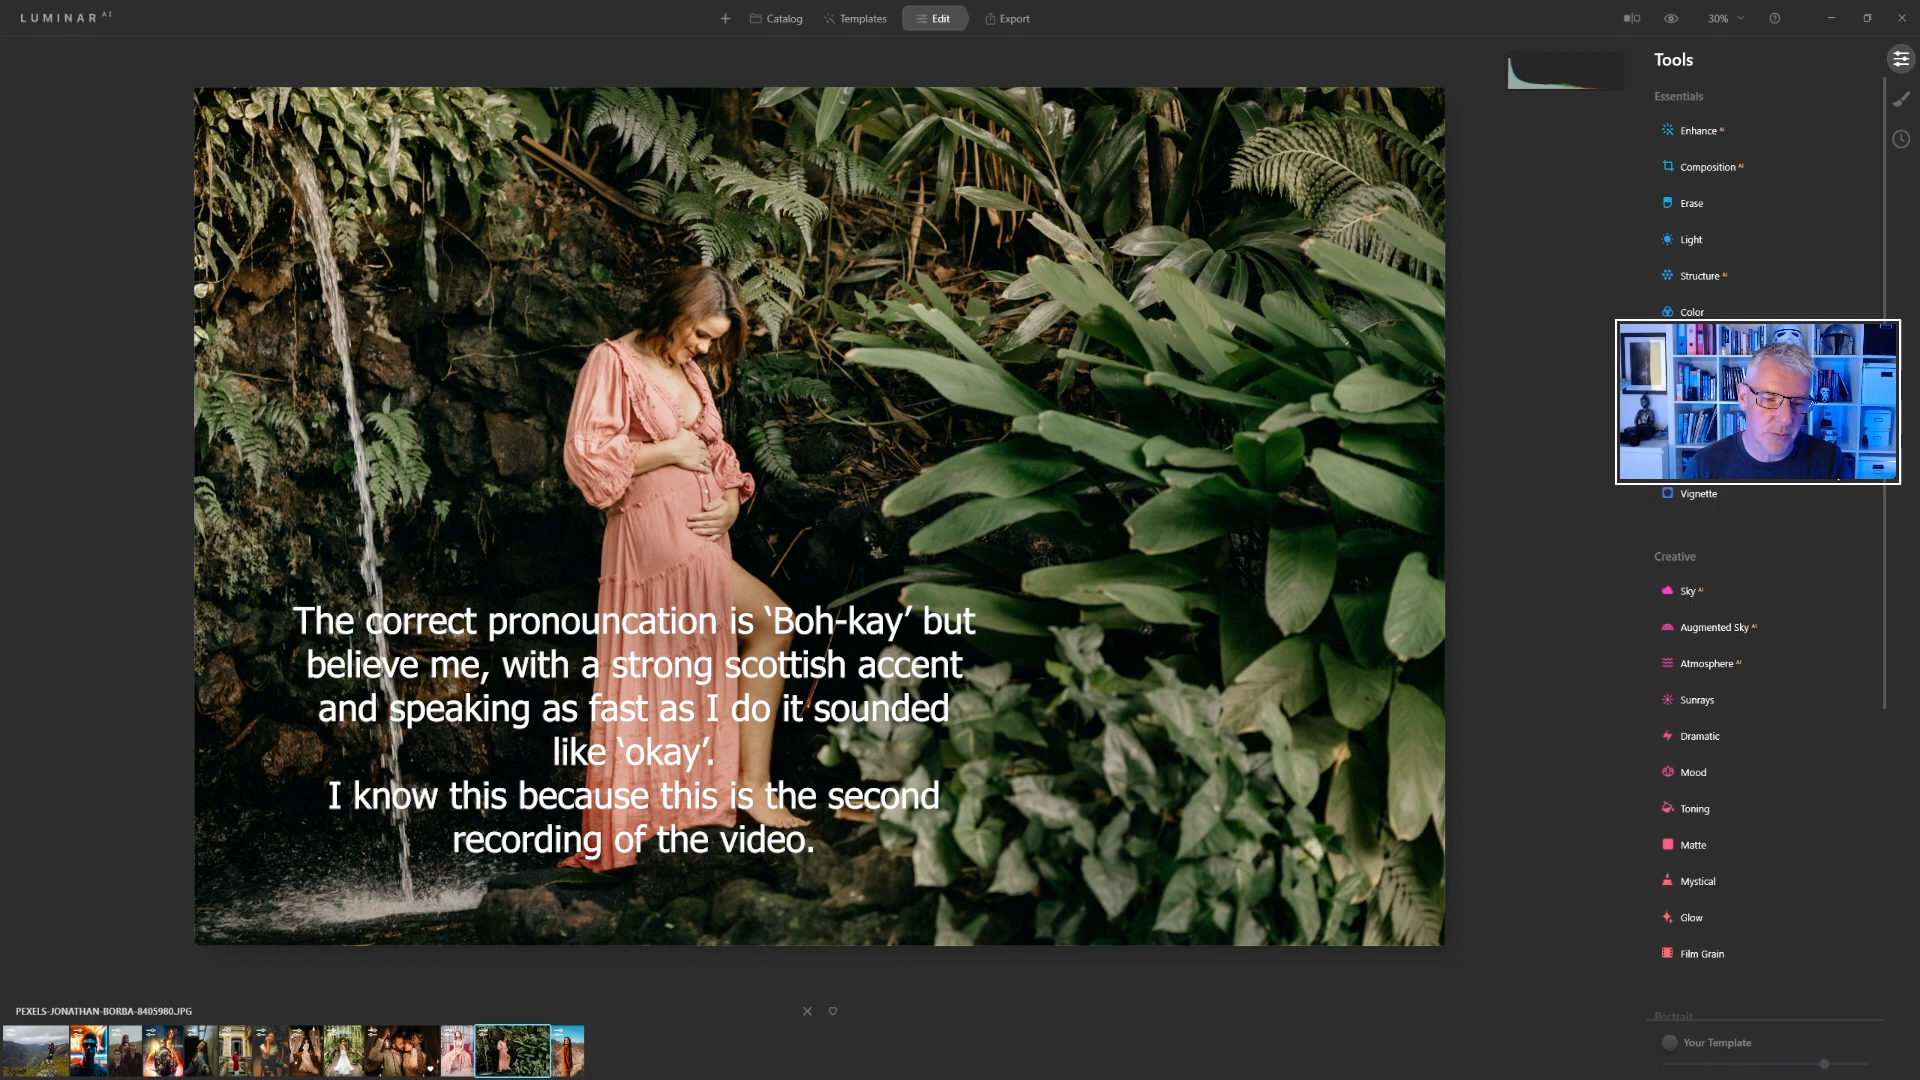 LUMINAR AI
Catalog
Templates
Edit
Export
30%
Tools
Essentials
Enhance AI
Composition AI
Erase
Light
Structure AI
Color
Vignette
Creative
Sky AI
Augmented Sky AI
Atmosphere AI
Sunrays
Dramatic
Mood
Toning
Matte
Mystical
Glow
Film Grain
Portrait
Your Template
The correct pronouncation is ‘Boh-kay’ but
believe me, with a strong scottish accent
and speaking as fast as I do it sounded
like ‘okay’.
I know this because this is the second
recording of the video.
PEXELS-JONATHAN-BORBA-8405980.JPG